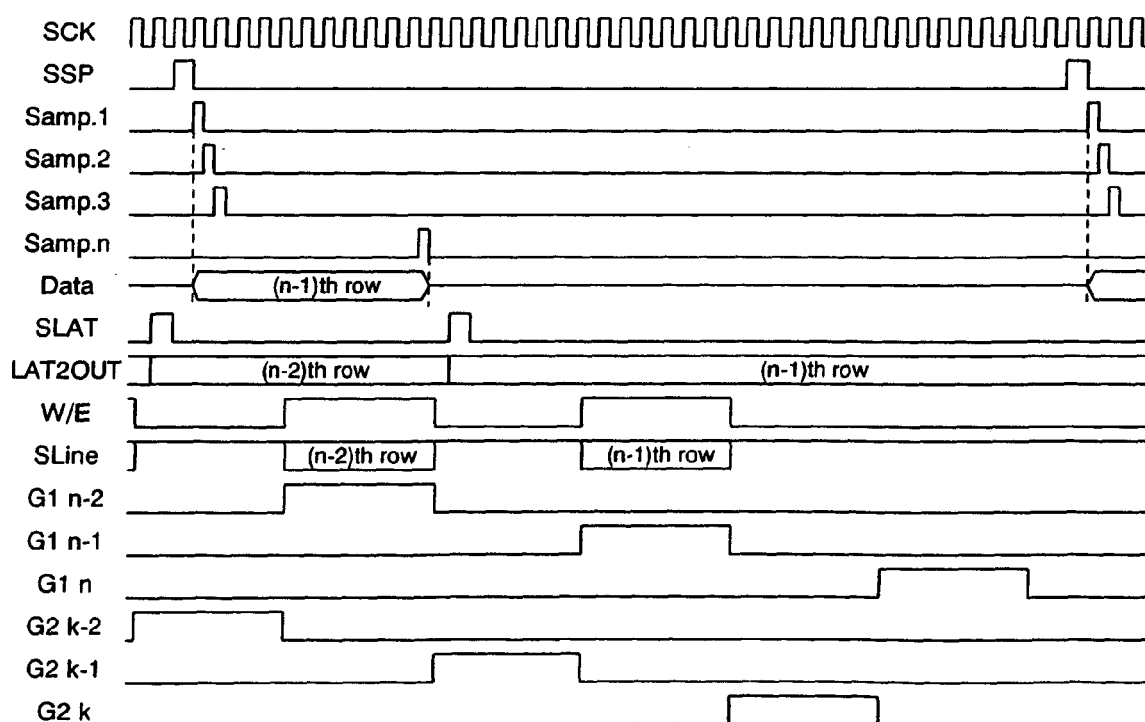 SCK
SSP
Samp.1
Samp.2
Samp.3
Samp.n
Data (n-1)th row
SLAT
LAT2OUT (n-2)th row (n-1)th row
W/E
SLine (n-2)th row (n-1)th row
G1 n-2
G1 n-1
G1 n
G2 k-2
G2 k-1
G2 k